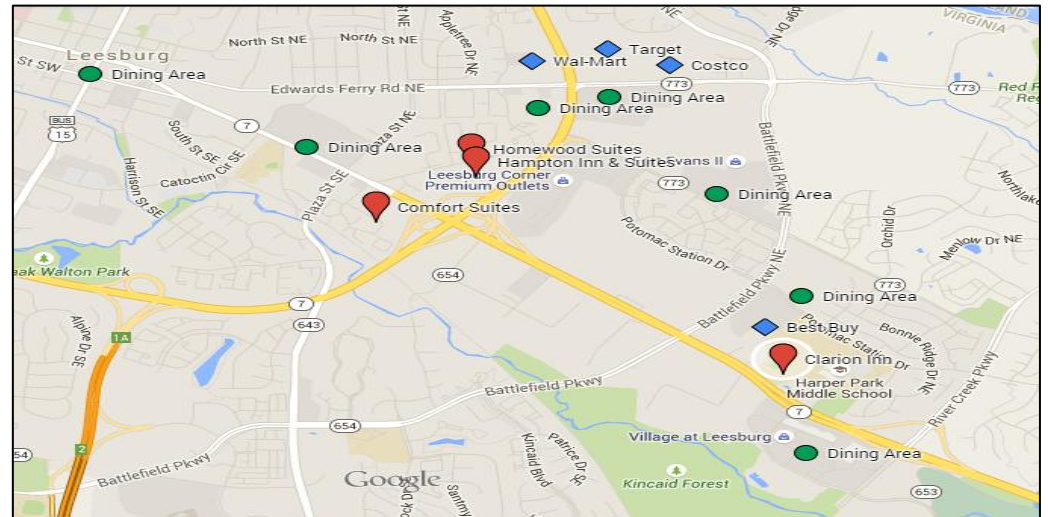 VIRGINIA
North St NE
North St NE
Appletree Dr NE
Target
Leesburg
Wal-Mart
Costco
St SW
Dining Area
773
773
Edwards Ferry Rd NE
Dining Area
Dining Area
BUS
15
7
Plaza St NE
South St SE
Dining Area
Homewood Suites
Hampton Inn & Suites
Evans II
Battlefield Pkwy NE
Catoctin Cir SE
Leesburg Corner
Premium Outlets
773
Harrison St SE
Plaza St SE
Dining Area
Comfort Suites
Orchid Dr
Menlow Dr NE
Potomac Station Dr
Battlefield Pkwy NE
aak Walton Park
654
773
7
Dining Area
643
Alpine Dr SE
1A
Best Buy
Potomac Station Dr
Bonnie Ridge Dr NE
Clarion Inn
Battlefield Pkwy
Harper Park
Middle School
River Creek Pkwy
7
654
Village at Leesburg
54
2
Dining Area
Battlefield Pkwy
Google
Kincaid Blvd
Patrice Dr SE
Kincaid Forest
653